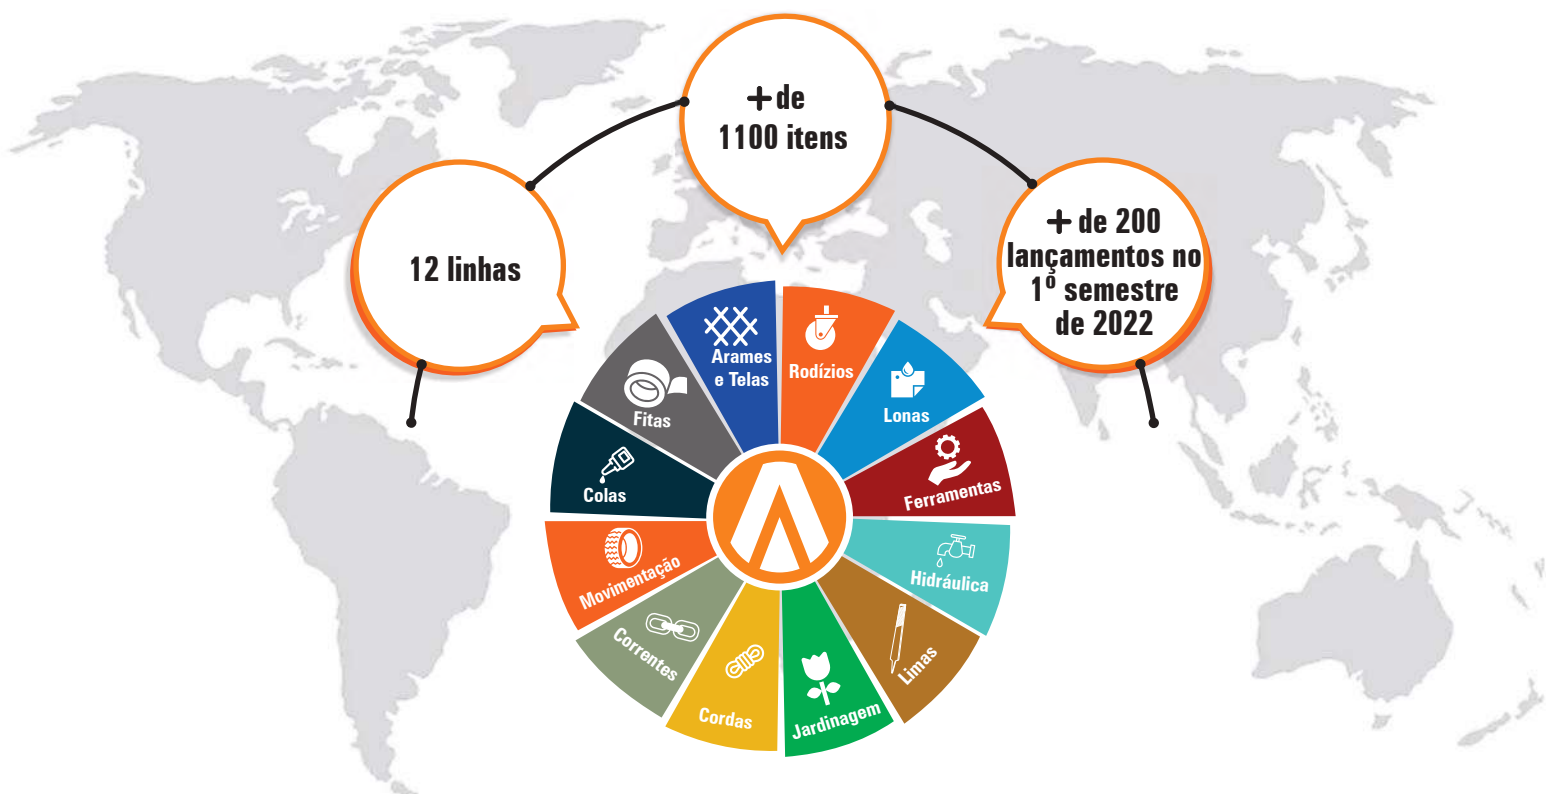 + de
1100 itens
12 linhas
+ de 200
lançamentos no
1º semestre
de 2022
Arames
e Telas
Rodízios
Lonas
Ferramentas
Hidráulica
Limas
Jardinagem
Cordas
Correntes
Movimentação
Colas
Fitas